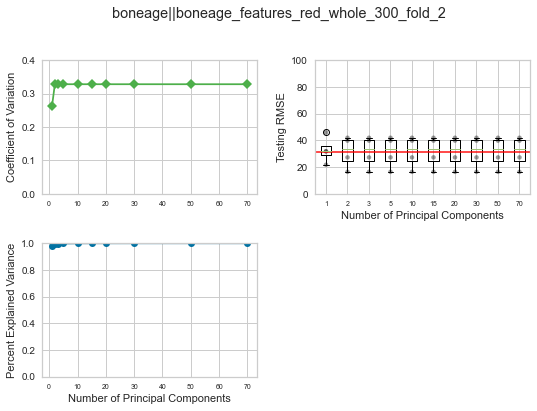 boneage||boneage_features_red_whole_300_fold_2
Coefficient of Variation
0.4
0.3
0.2
0.1
0.0
0 10 20 30 40 50 60 70
Testing RMSE
100
80
60
40
20
0
1 2 3 5 10 15 20 30 50 70
Number of Principal Components
Percent Explained Variance
1.0
0.8
0.6
0.4
0.2
0.0
0 10 20 30 40 50 60 70
Number of Principal Components